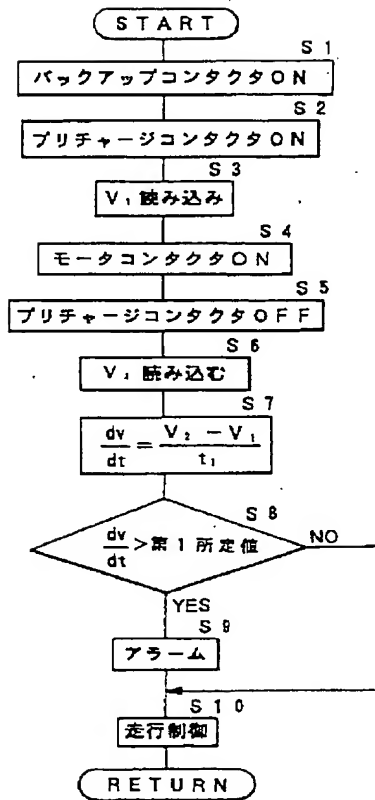 START
S1
バックアップコンタクタON
S2
プリチャージコンタクタON
S3
V₁読み込み
S4
モータコンタクタON
S5
プリチャージコンタクタOFF
S6
V₂読み込む
S7
dv/dt = V₂ − V₁/t₁
S8
dv/dt > 第1所定値
NO
YES
S9
アラーム
S10
走行制御
RETURN